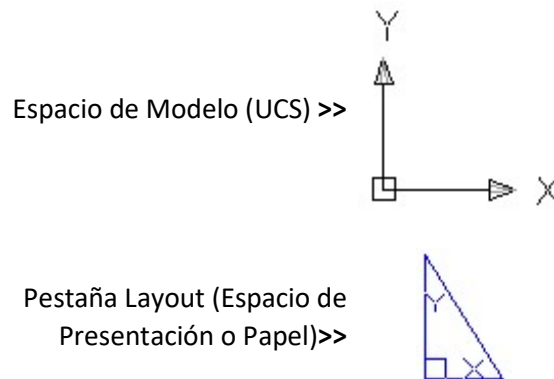 Y
Espacio de Modelo (UCS) >>
X
Pestaña Layout (Espacio de
Presentación o Papel)>>
Y
X